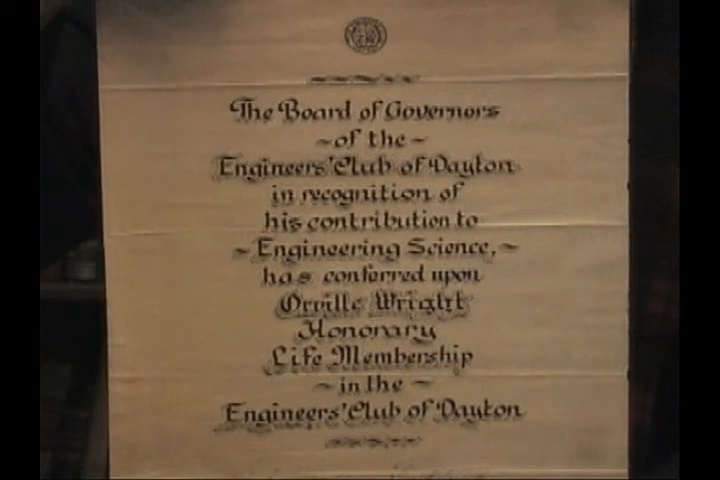 The Board of Governors
~of the~
Engineers' Club of Dayton
in recognition of
his contribution to
~Engineering Science,~
has conferred upon
Orville Wright
Honorary
Life Membership
~in the~
Engineers' Club of Dayton